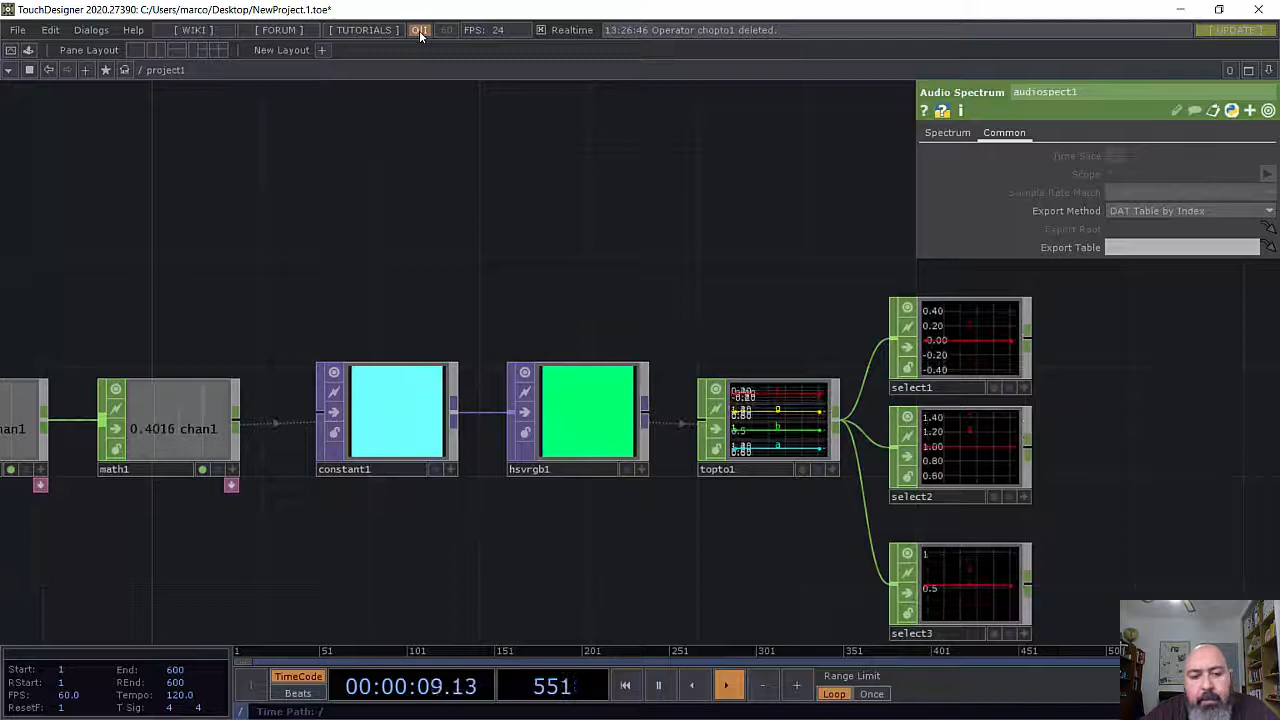 TouchDesigner 2020.27390: C:/Users/marco/Desktop/NewProject.1.toe*
File Edit Dialogs Help [ WIKI ] [ FORUM ] [ TUTORIALS ] OUI 60 FPS: 24 Realtime 13:26:46 Operator chopto1 deleted. [ UPDATE ]
Pane Layout New Layout +
/ project1 0
Audio Spectrum audiospect1
? ? i
Spectrum Common
Time Slice
Scope
Sample Rate Match
Export Method DAT Table by Index
Export Root
Export Table
0.40
0.20
-0.00
-0.20
-0.40
select1
an1
0.4016 chan1
math1
constant1
hsvrgb1
g
b
a
topto1
1.40
1.20
1.00
0.80
0.60
select2
1
0.5
select3
1 51 101 151 201 251 301 351 401 451
Start: 1 End: 600
RStart: 1 REnd: 600
FPS: 60.0 Tempo: 120.0
ResetF: 1 T Sig: 4 4
TimeCode
Beats
00:00:09.13
551
Range Limit
Loop Once
/ Time Path: /